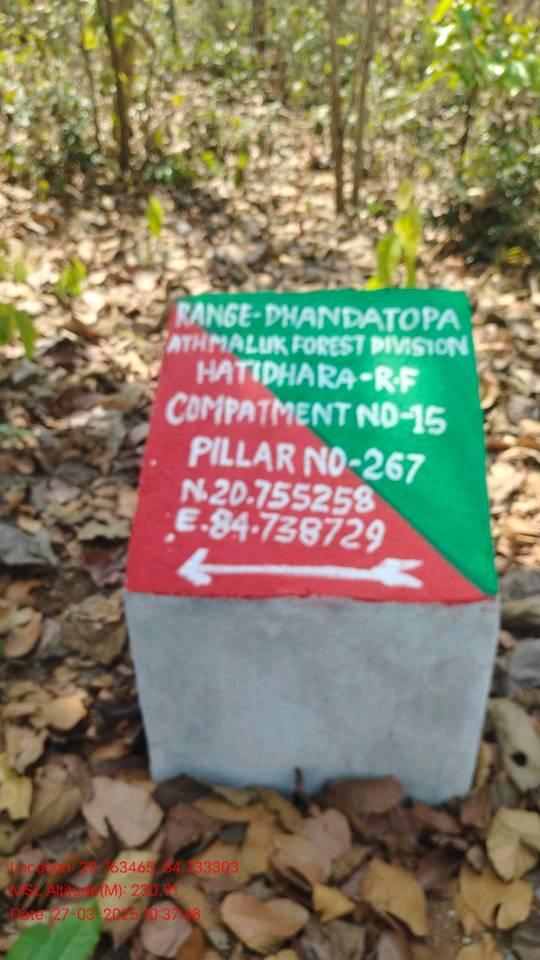 RANGE-DHANDATOPA
ATHMALUK FOREST DIVISION
HATIDHARA-R.F
COMPATMENT NO-15
PILLAR NO-267
N.20.755258
E.84.738729
Location: 20.763465, 84.733303
MSL Altitude(M): 230.91
Date: 27-03-2025 10:37:48